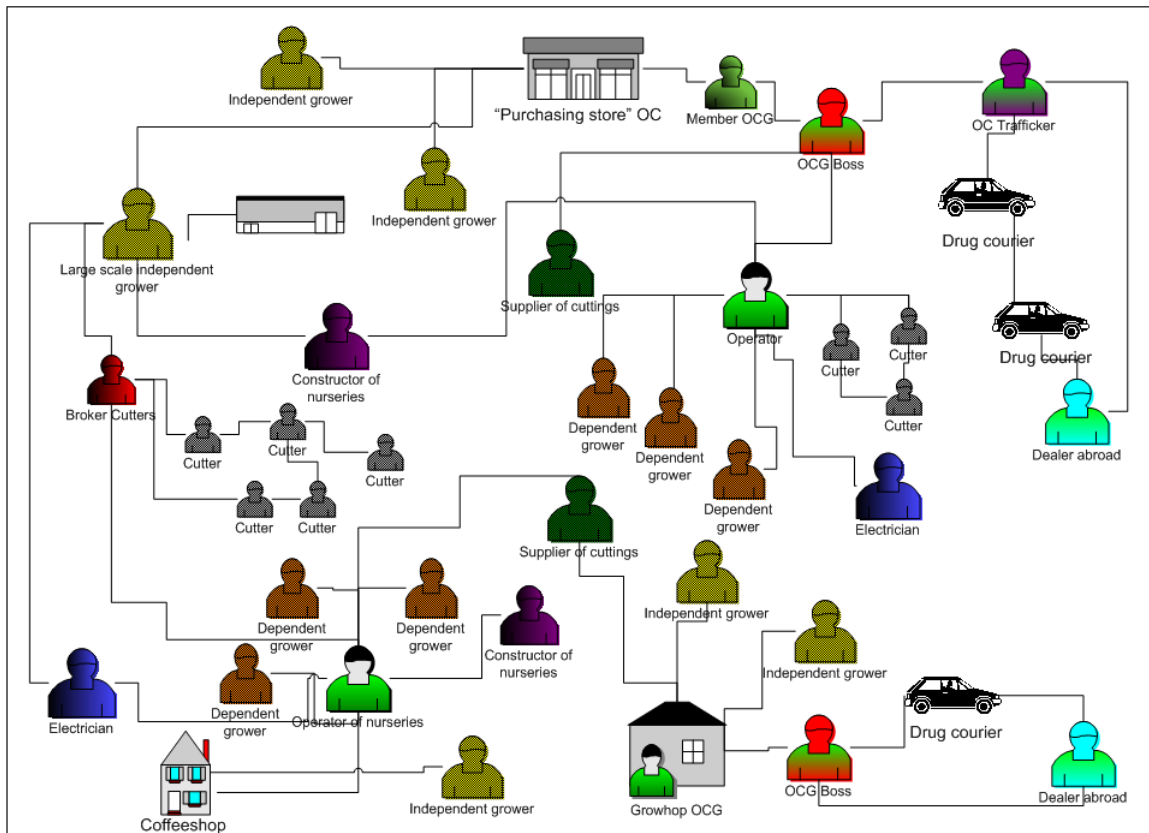 Independent grower
"Purchasing store" OC
Member OCG
OCG Boss
OC Trafficker
Independent grower
Drug courier
Large scale independent
grower
Supplier of cuttings
Operator
Drug courier
Cutter
Cutter
Cutter
Constructor of
nurseries
Broker Cutters
Dependent
grower
Dependent
grower
Dependent
grower
Dealer abroad
Cutter
Cutter
Cutter
Cutter
Cutter
Electrician
Supplier of cuttings
Independent grower
Dependent
grower
Dependent
grower
Constructor of
nurseries
Independent grower
Electrician
Dependent
grower
Operator of nurseries
Drug courier
Coffeeshop
Independent grower
Growhop OCG
OCG Boss
Dealer abroad